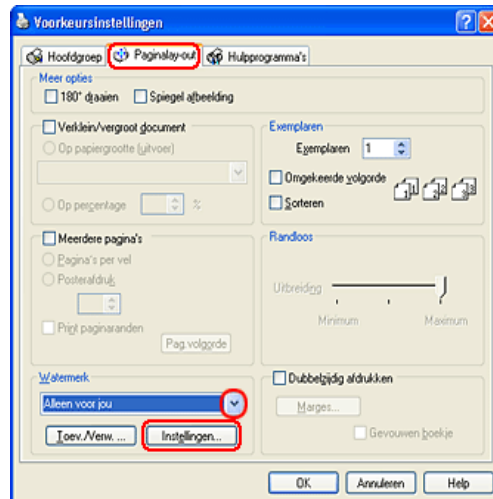 Voorkeursinstellingen
Hoofdgroep Paginalay-out Hulpprogramma's
Meer opties
180° draaien Spiegel afbeelding
Verklein/vergroot document
Op papiergrootte (uitvoer)
Op percentage %
Exemplaren
Exemplaren 1
Omgekeerde volgorde
Sorteren
Meerdere pagina's
Pagina's per vel
Posterafdruk
Print paginaranden
Pag.volgorde
Randloos
Uitbreiding
Minimum Maximum
Watermerk
Alleen voor jou
Toev./Verw. ... Instellingen...
Dubbelzijdig afdrukken
Marges...
Gevouwen boekje
OK Annuleren Help